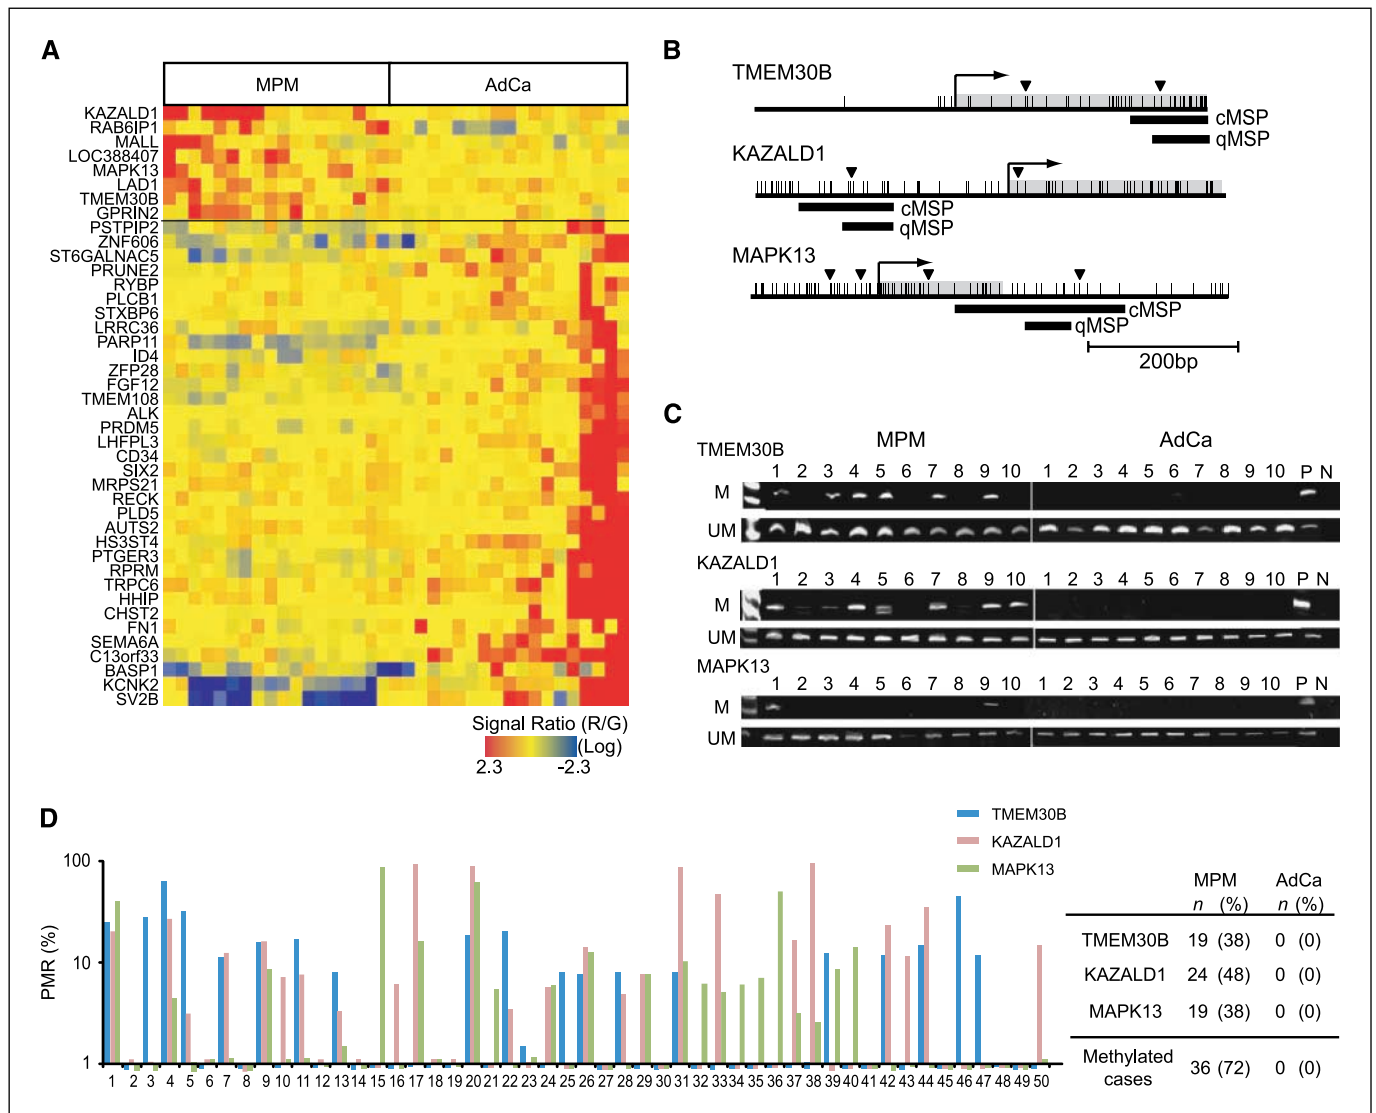 A
MPM AdCa
KAZALD1
RAB6IP1
MALL
LOC388407
MAPK13
LAD1
TMEM30B
GPRIN2
PSTPIP2
ZNF606
ST6GALNAC5
PRUNE2
RYBP
PLCB1
STXBP6
LRRC36
PARP11
ID4
ZFP28
FGF12
TMEM108
ALK
PRDM5
LHFPL3
CD34
SIX2
MRPS21
RECK
PLD5
AUTS2
HS3ST4
PTGER3
RPRM
TRPC6
HHIP
CHST2
FN1
SEMA6A
C13orf33
BASP1
KCNK2
SV2B
Signal Ratio (R/G)
(Log)
2.3 -2.3
B
TMEM30B
cMSP
qMSP
KAZALD1
cMSP
qMSP
MAPK13
cMSP
qMSP
200bp
C
MPM AdCa
TMEM30B
1 2 3 4 5 6 7 8 9 10 1 2 3 4 5 6 7 8 9 10 P N
M
UM
KAZALD1
1 2 3 4 5 6 7 8 9 10 1 2 3 4 5 6 7 8 9 10 P N
M
UM
MAPK13
1 2 3 4 5 6 7 8 9 10 1 2 3 4 5 6 7 8 9 10 P N
M
UM
D
TMEM30B
KAZALD1
MAPK13
PMR (%)
100
10
1
1 2 3 4 5 6 7 8 9 10 11 12 13 14 15 16 17 18 19 20 21 22 23 24 25 26 27 28 29 30 31 32 33 34 35 36 37 38 39 40 41 42 43 44 45 46 47 48 49 50
MPM AdCa
n (%) n (%)
TMEM30B 19 (38) 0 (0)
KAZALD1 24 (48) 0 (0)
MAPK13 19 (38) 0 (0)
Methylated
cases 36 (72) 0 (0)